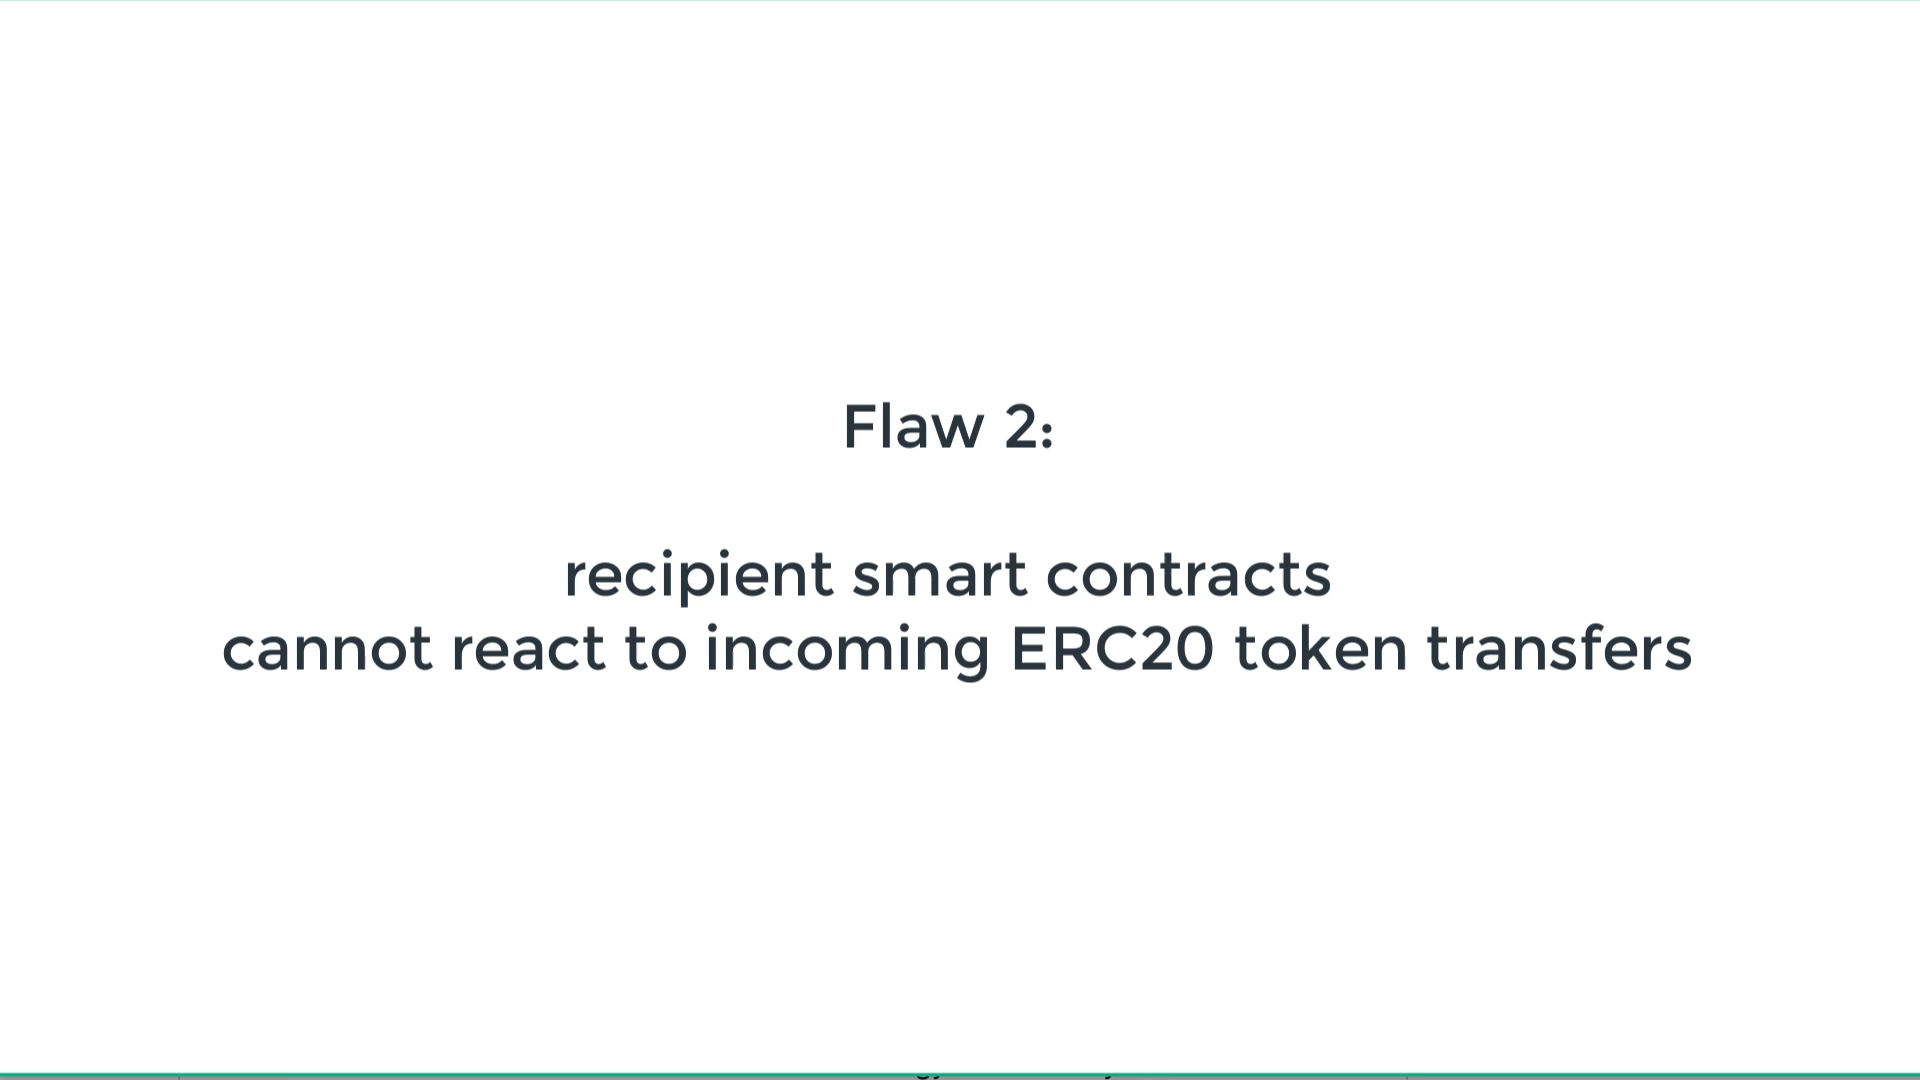 Flaw 2:
recipient smart contracts
cannot react to incoming ERC20 token transfers